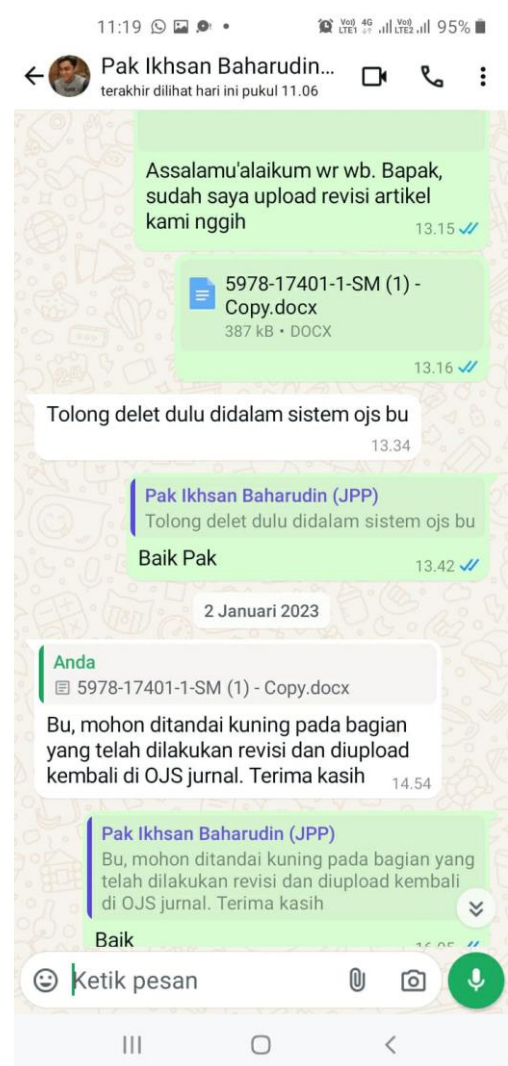 11:19
Voi) 4G Voi)
LTE1 LTE2 95%
Pak Ikhsan Baharudin...
terakhir dilihat hari ini pukul 11.06
Assalamu'alaikum wr wb. Bapak,
sudah saya upload revisi artikel
kami nggih
13.15
5978-17401-1-SM (1) -
Copy.docx
387 kB • DOCX
13.16
Tolong delet dulu didalam sistem ojs bu
13.34
Pak Ikhsan Baharudin (JPP)
Tolong delet dulu didalam sistem ojs bu
Baik Pak
13.42
2 Januari 2023
Anda
5978-17401-1-SM (1) - Copy.docx
Bu, mohon ditandai kuning pada bagian
yang telah dilakukan revisi dan diupload
kembali di OJS jurnal. Terima kasih
14.54
Pak Ikhsan Baharudin (JPP)
Bu, mohon ditandai kuning pada bagian yang
telah dilakukan revisi dan diupload kembali
di OJS jurnal. Terima kasih
Baik
Ketik pesan